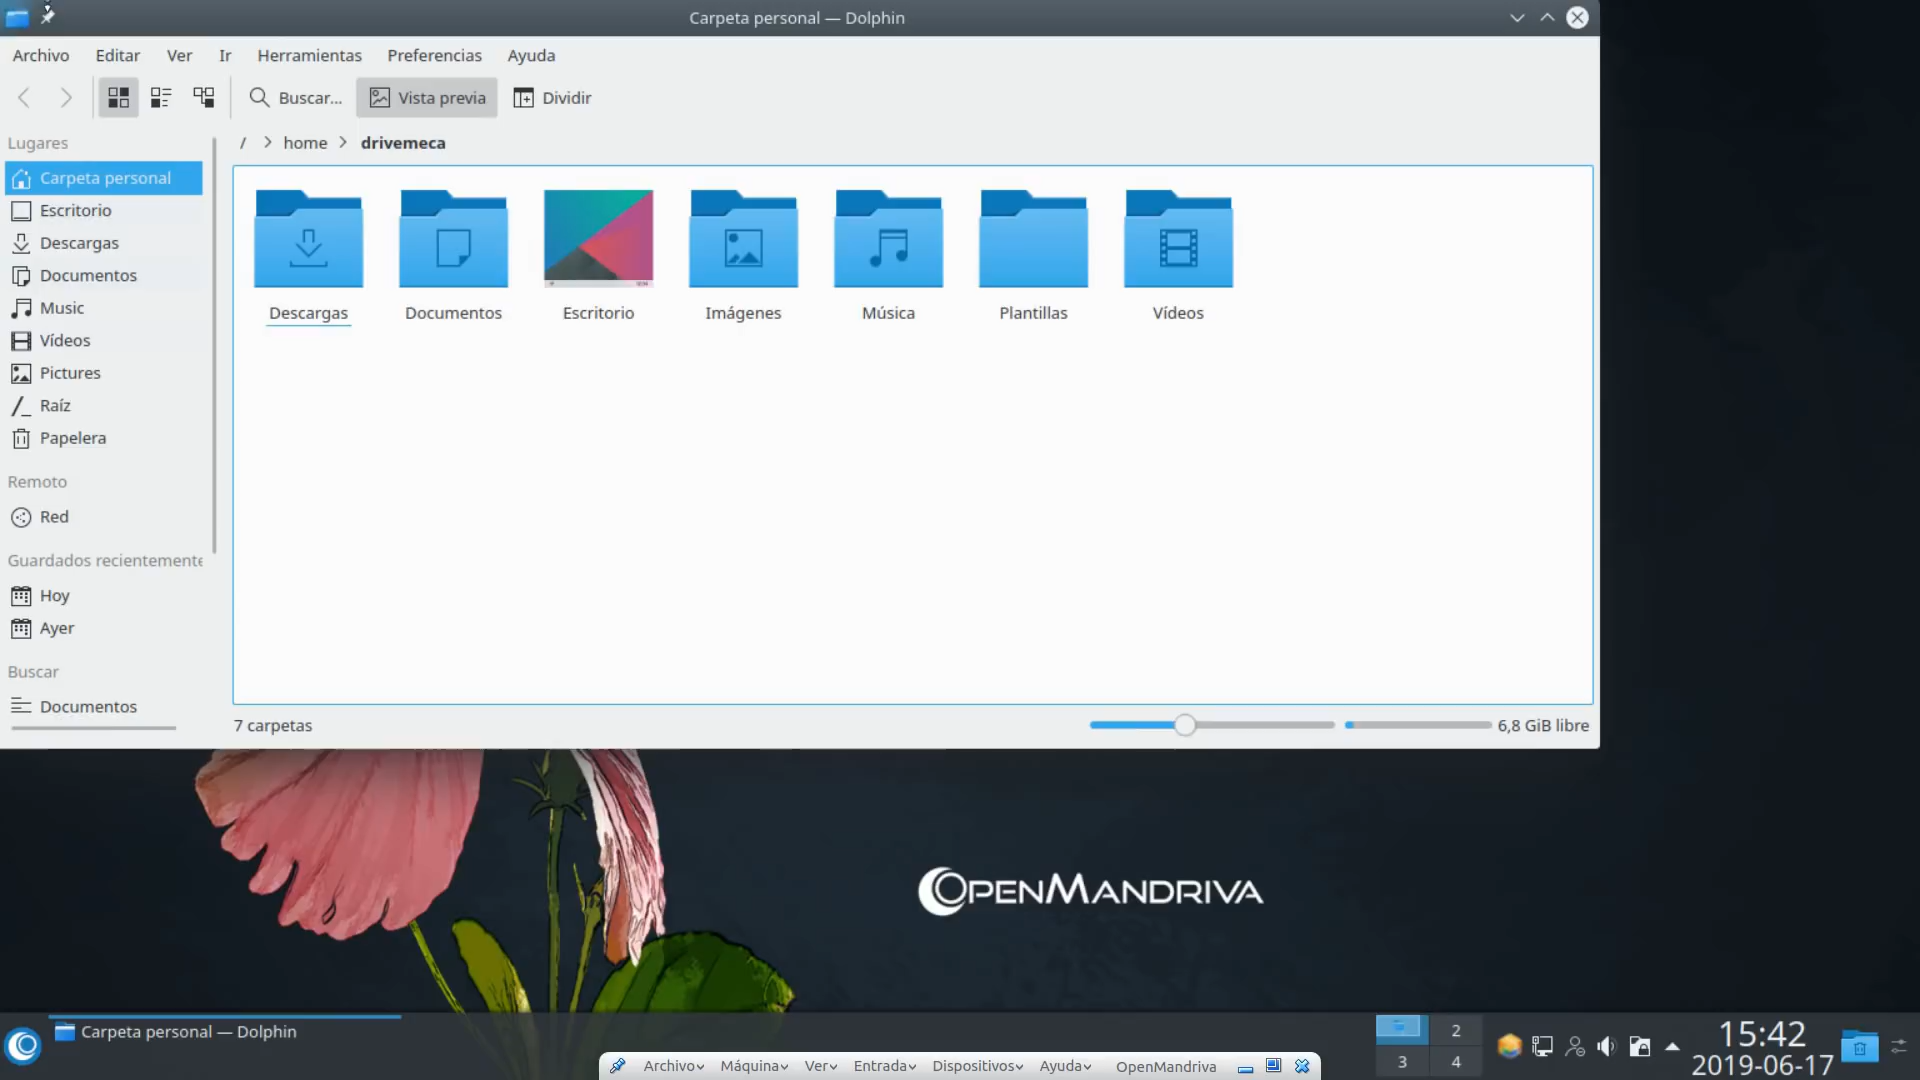 Carpeta personal — Dolphin
Archivo Editar Ver Ir Herramientas Preferencias Ayuda
Buscar... Vista previa Dividir
Lugares
/ > home > drivemeca
Carpeta personal
Escritorio
Descargas
Documentos
Music
Vídeos
Pictures
Raíz
Papelera
Remoto
Red
Guardados recientemente
Hoy
Ayer
Buscar
Documentos
Descargas Documentos Escritorio Imágenes Música Plantillas Vídeos
7 carpetas
6,8 GiB libre
OPENMANDRIVA
Carpeta personal — Dolphin
2
3 4
15:42
2019-06-17
Archivo Máquina Ver Entrada Dispositivos Ayuda OpenMandriva